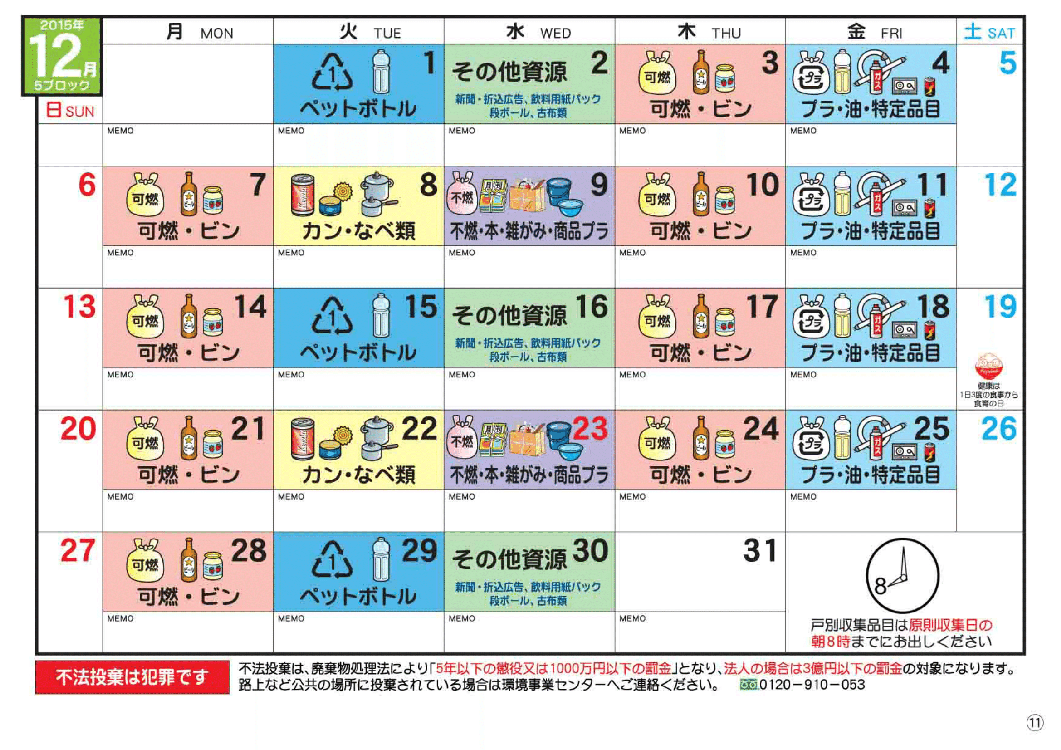 2015年
12月
5ブロック
月 MON
火 TUE
水 WED
木 THU
金 FRI
土 SAT
日 SUN
1
ペットボトル
MEMO
その他資源 2
新聞・折込広告、飲料用紙パック
段ボール、古布類
MEMO
可燃 3
可燃・ビン
MEMO
プラ ガス 4
プラ・油・特定品目
MEMO
5
MEMO
6
可燃 7
可燃・ビン
MEMO
8
カン・なべ類
MEMO
不燃 月刊 9
不燃・本・雑がみ・商品プラ
MEMO
可燃 10
可燃・ビン
MEMO
プラ ガス 11
プラ・油・特定品目
MEMO
12
13
可燃 14
可燃・ビン
MEMO
1 15
ペットボトル
MEMO
その他資源 16
新聞・折込広告、飲料用紙パック
段ボール、古布類
MEMO
可燃 17
可燃・ビン
MEMO
プラ ガス 18
プラ・油・特定品目
MEMO
19
健康は
1日3度の食事から
食育の日
20
可燃 21
可燃・ビン
MEMO
22
カン・なべ類
MEMO
不燃 月刊 23
不燃・本・雑がみ・商品プラ
MEMO
可燃 24
可燃・ビン
MEMO
プラ ガス 25
プラ・油・特定品目
MEMO
26
27
可燃 28
可燃・ビン
MEMO
1 29
ペットボトル
MEMO
その他資源 30
新聞・折込広告、飲料用紙パック
段ボール、古布類
MEMO
31
MEMO
8
戸別収集品目は原則収集日の
朝8時までにお出しください
不法投棄は犯罪です
不法投棄は、廃棄物処理法により「5年以下の懲役又は1000万円以下の罰金」となり、法人の場合は3億円以下の罰金の対象になります。
路上など公共の場所に投棄されている場合は環境事業センターへご連絡ください。 0120-910-053
⑪